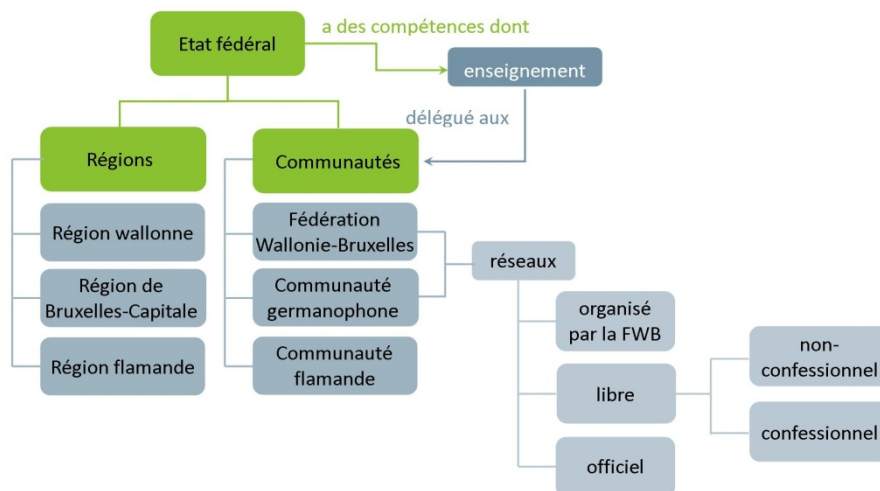 Etat fédéral
a des compétences dont
enseignement
délégué aux
Régions
Communautés
Région wallonne
Région de
Bruxelles-Capitale
Région flamande
Fédération
Wallonie-Bruxelles
Communauté
germanophone
Communauté
flamande
réseaux
organisé
par la FWB
libre
officiel
non-
confessionnel
confessionnel